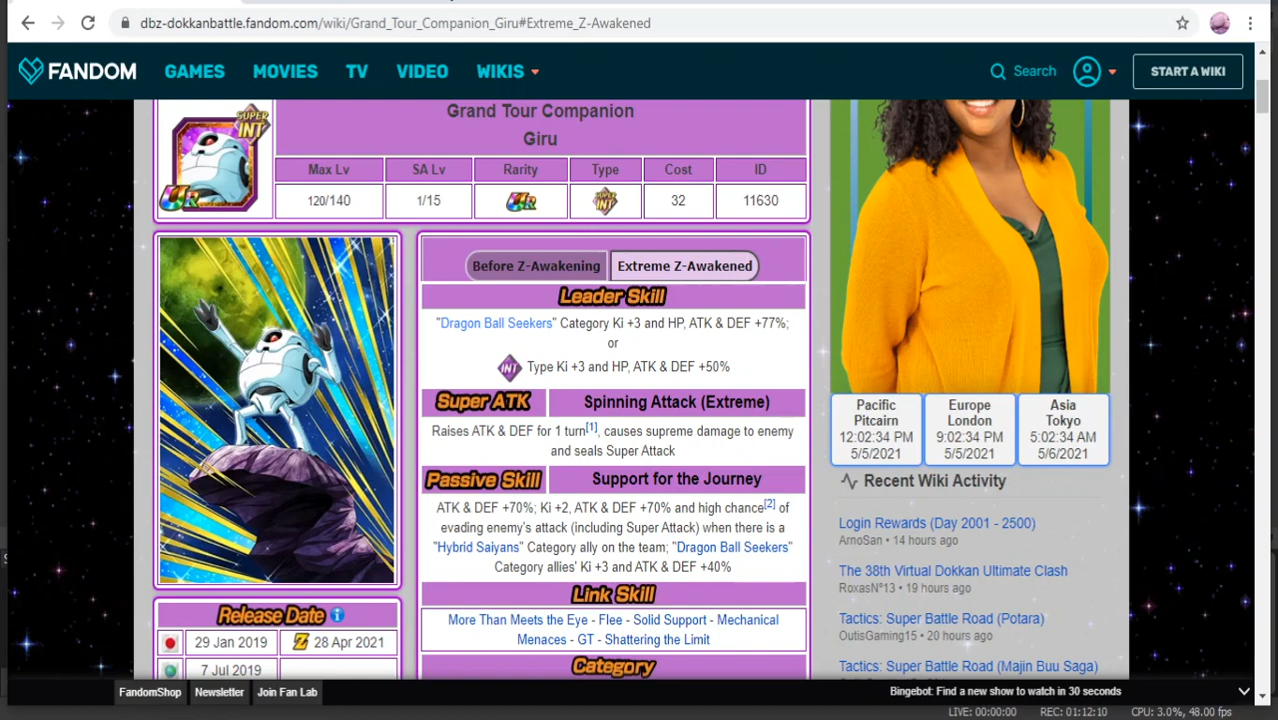 dbz-dokkanbattle.fandom.com/wiki/Grand_Tour_Companion_Giru#Extreme_Z-Awakened
FANDOM GAMES MOVIES TV VIDEO WIKIS Search START A WIKI
Grand Tour Companion
Giru
SUPER INT
UR
Max Lv SA Lv Rarity Type Cost ID
120/140 1/15 UR SUPER INT 32 11630
Before Z-Awakening Extreme Z-Awakened
Leader Skill
"Dragon Ball Seekers" Category Ki +3 and HP, ATK & DEF +77%;
or
INT Type Ki +3 and HP, ATK & DEF +50%
Super ATK Spinning Attack (Extreme)
Raises ATK & DEF for 1 turn[1], causes supreme damage to enemy
and seals Super Attack
Passive Skill Support for the Journey
ATK & DEF +70%; Ki +2, ATK & DEF +70% and high chance[2] of
evading enemy's attack (including Super Attack) when there is a
"Hybrid Saiyans" Category ally on the team; "Dragon Ball Seekers"
Category allies' Ki +3 and ATK & DEF +40%
Link Skill
More Than Meets the Eye - Flee - Solid Support - Mechanical
Menaces - GT - Shattering the Limit
Category
Release Date i
29 Jan 2019 Z 28 Apr 2021
7 Jul 2019
Pacific
Pitcairn
12:02:34 PM
5/5/2021
Europe
London
9:02:34 PM
5/5/2021
Asia
Tokyo
5:02:34 AM
5/6/2021
Recent Wiki Activity
Login Rewards (Day 2001 - 2500)
ArnoSan • 14 hours ago
The 38th Virtual Dokkan Ultimate Clash
RoxasNº13 • 19 hours ago
Tactics: Super Battle Road (Potara)
OutisGaming15 • 20 hours ago
Tactics: Super Battle Road (Majin Buu Saga)
FandomShop Newsletter Join Fan Lab Bingebot: Find a new show to watch in 30 seconds
LIVE: 00:00:00 REC: 01:12:10 CPU: 3.0%, 48.00 fps